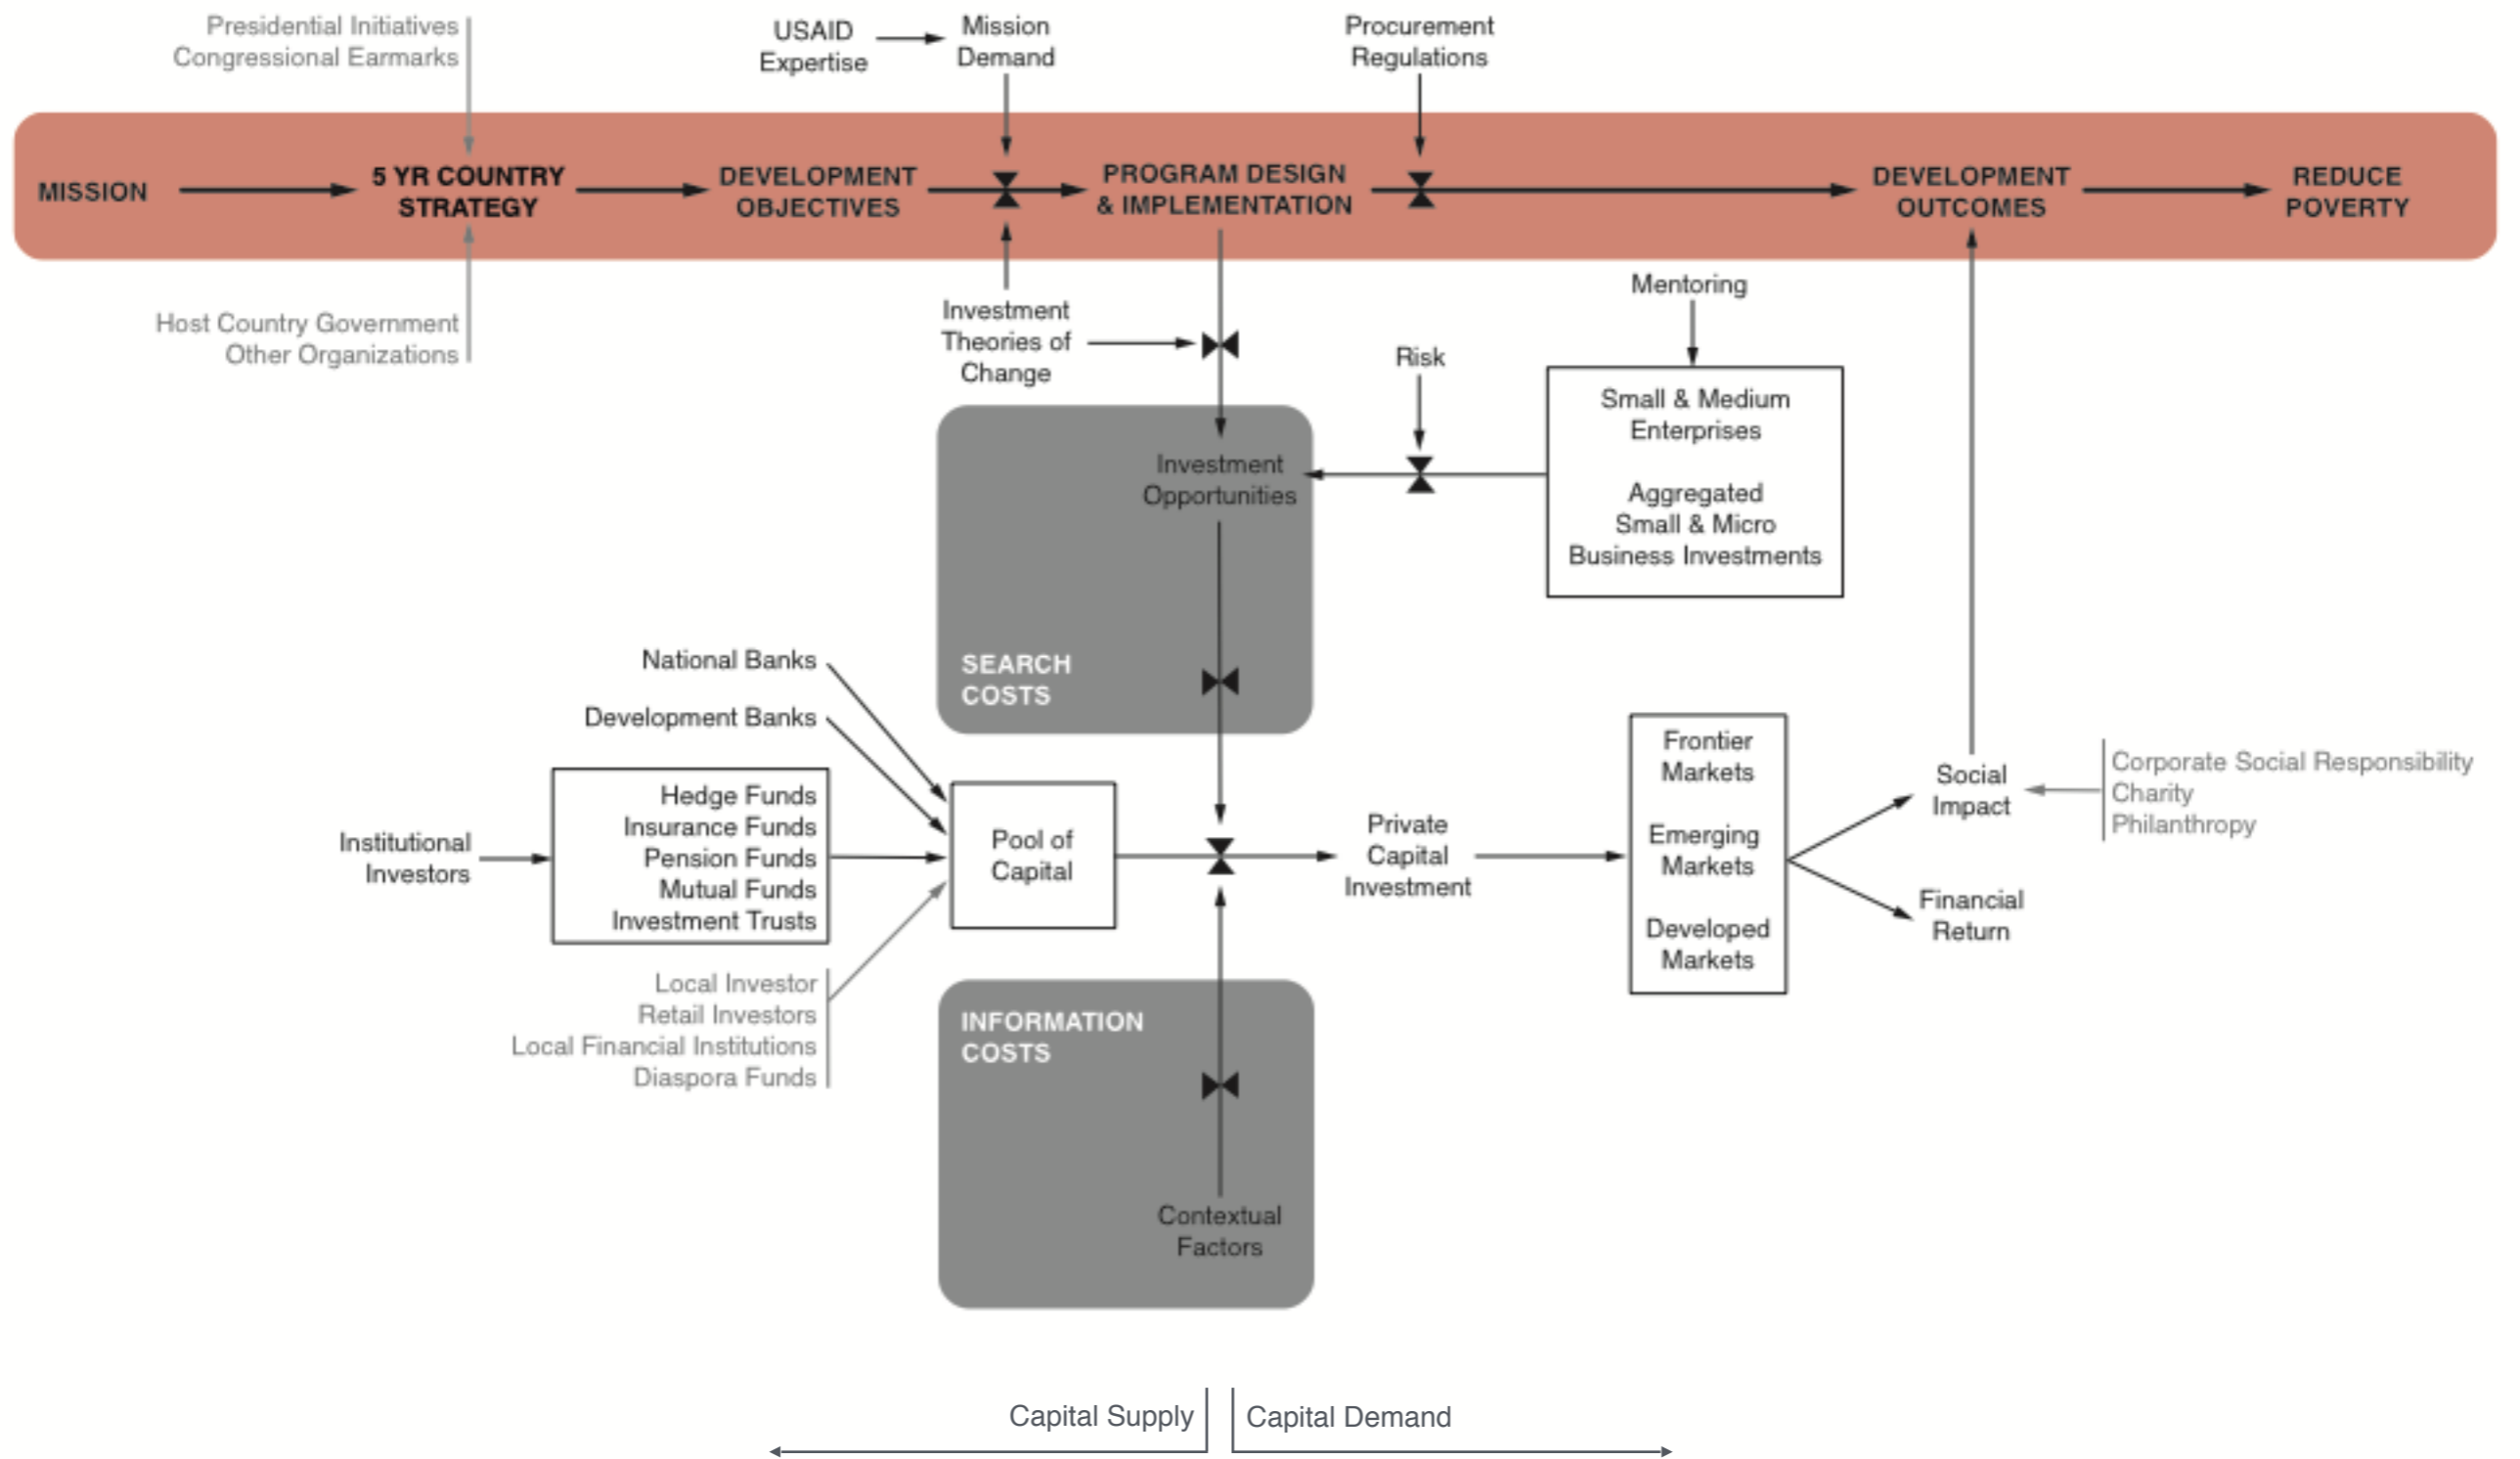 Presidential Initiatives
Congressional Earmarks
USAID
Expertise
Mission
Demand
Procurement
Regulations
MISSION
5 YR COUNTRY
STRATEGY
DEVELOPMENT
OBJECTIVES
PROGRAM DESIGN
& IMPLEMENTATION
DEVELOPMENT
OUTCOMES
REDUCE
POVERTY
Host Country Government
Other Organizations
Investment
Theories of
Change
Risk
Mentoring
Small & Medium
Enterprises
Aggregated
Small & Micro
Business Investments
Investment
Opportunities
SEARCH
COSTS
National Banks
Development Banks
Institutional
Investors
Hedge Funds
Insurance Funds
Pension Funds
Mutual Funds
Investment Trusts
Local Investor
Retail Investors
Local Financial Institutions
Diaspora Funds
Pool of
Capital
Private
Capital
Investment
Frontier
Markets
Emerging
Markets
Developed
Markets
Social
Impact
Financial
Return
Corporate Social Responsibility
Charity
Philanthropy
INFORMATION
COSTS
Contextual
Factors
Capital Supply
Capital Demand